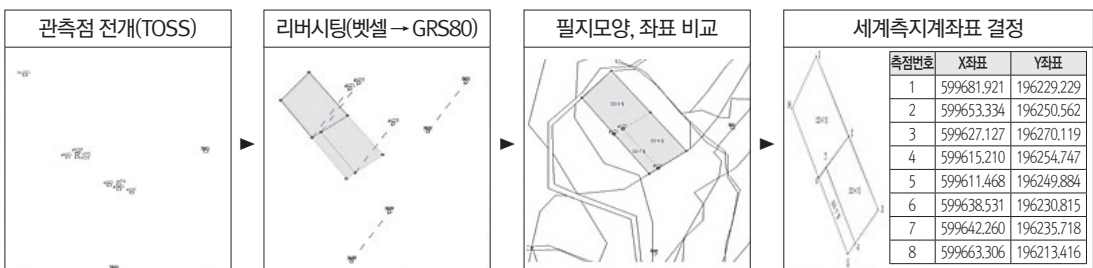 관측점 전개(TOSS)
리버시팅(벳셀→GRS80)
필지모양, 좌표 비교
세계측지계좌표 결정
측점번호 X좌표 Y좌표
1 599681.921 196229.229
2 599653.334 196250.562
3 599627.127 196270.119
4 599615.210 196254.747
5 599611.468 196249.884
6 599638.531 196230.815
7 599642.260 196235.718
8 599663.306 196213.416